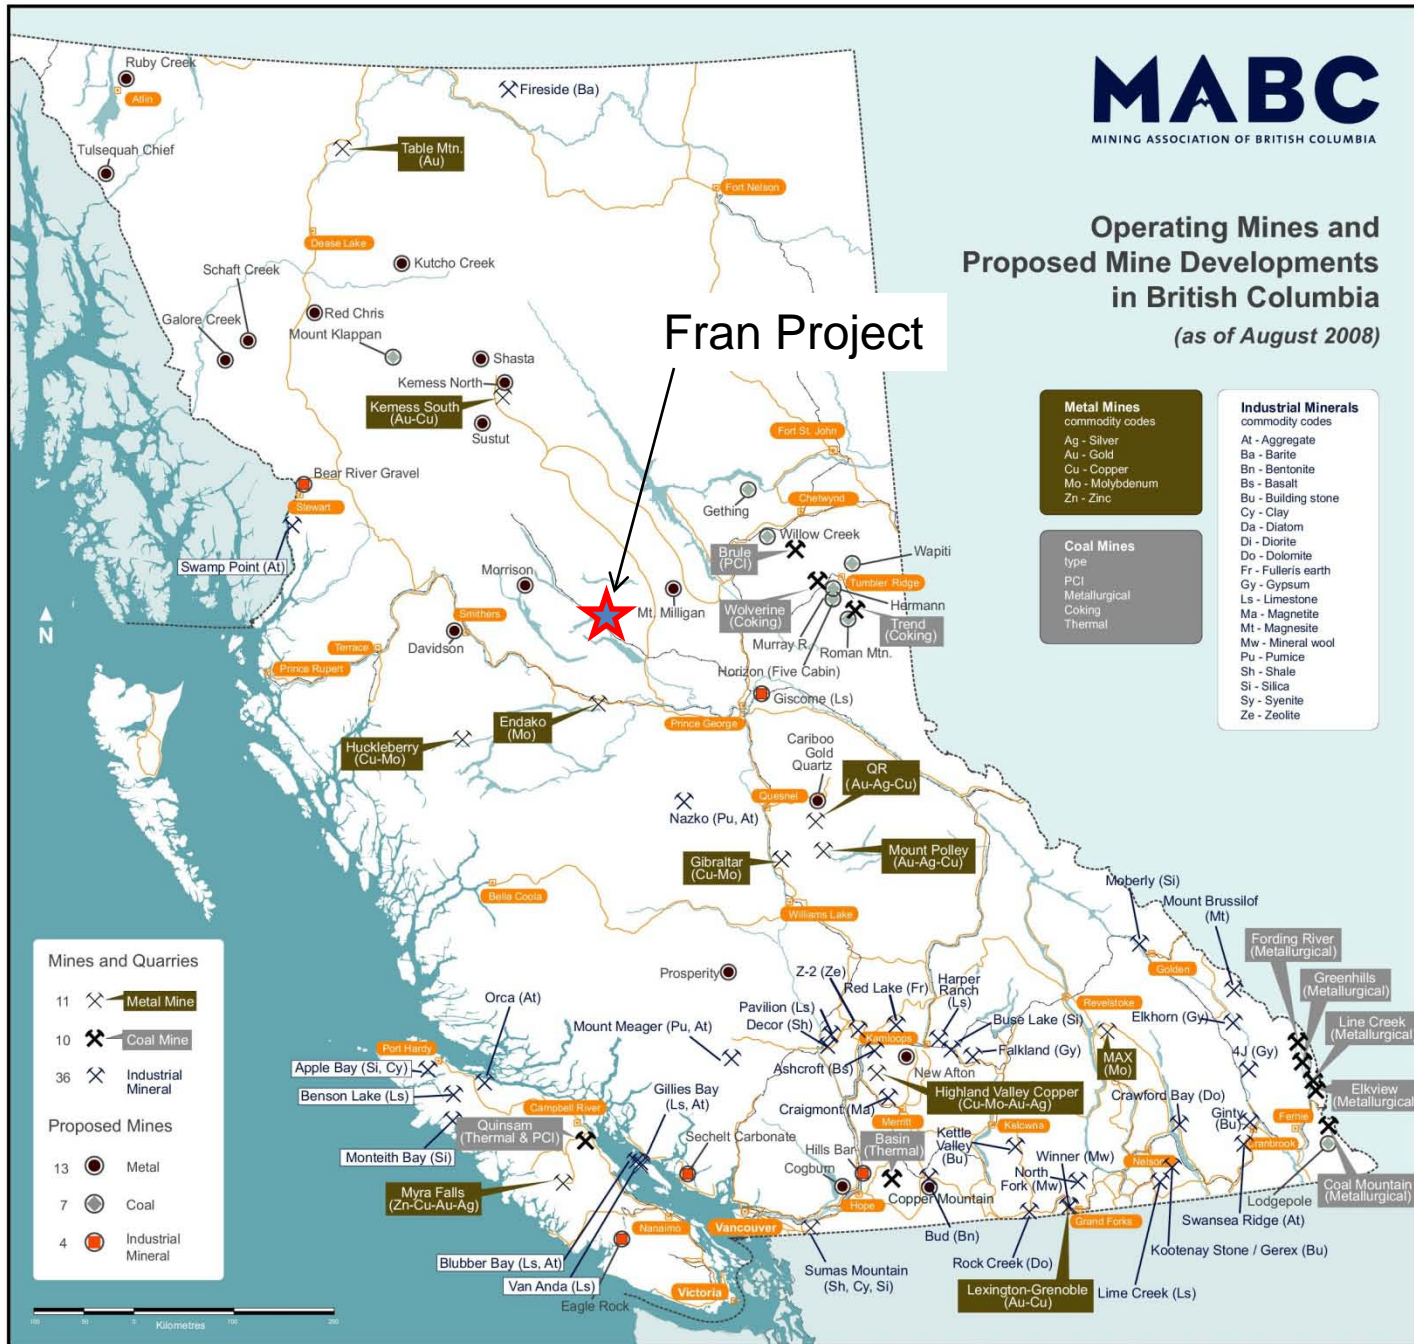 MABC
MINING ASSOCIATION OF BRITISH COLUMBIA
Operating Mines and
Proposed Mine Developments
in British Columbia
(as of August 2008)
Fran Project
Metal Mines
commodity codes
Ag - Silver
Au - Gold
Cu - Copper
Mo - Molybdenum
Zn - Zinc
Coal Mines
type
PCI
Metallurgical
Coking
Thermal
Industrial Minerals
commodity codes
At - Aggregate
Ba - Barite
Bn - Bentonite
Bs - Basalt
Bu - Building stone
Cy - Clay
Da - Diatom
Di - Diorite
Do - Dolomite
Fr - Fulleris earth
Gy - Gypsum
Ls - Limestone
Ma - Magnetite
Mt - Magnesite
Mw - Mineral wool
Pu - Pumice
Sh - Shale
Si - Silica
Sy - Syenite
Ze - Zeolite
Ruby Creek
Atlin
Fireside (Ba)
Tulsequah Chief
Table Mtn.
(Au)
Fort Nelson
Dease Lake
Kutcho Creek
Schaft Creek
Red Chris
Galore Creek
Mount Klappan
Shasta
Kemess North
Kemess South
(Au-Cu)
Sustut
Fort St. John
Bear River Gravel
Stewart
Swamp Point (At)
Gething
Chetwynd
Willow Creek
Brule
(PCI)
Wapiti
Tumbler Ridge
Morrison
Mt. Milligan
Wolverine
(Coking)
Hermann
Trend
(Coking)
Murray R.
Roman Mtn.
Horizon (Five Cabin)
N
Smithers
Davidson
Terrace
Prince Rupert
Giscome (Ls)
Prince George
Endako
(Mo)
Huckleberry
(Cu-Mo)
Cariboo
Gold
Quartz
QR
(Au-Ag-Cu)
Quesnel
Nazko (Pu, At)
Gibraltar
(Cu-Mo)
Mount Polley
(Au-Ag-Cu)
Bella Coola
Williams Lake
Moberly (Si)
Mount Brussilof
(Mt)
Fording River
(Metallurgical)
Greenhills
(Metallurgical)
Line Creek
(Metallurgical)
Elkview
(Metallurgical)
Coal Mountain
(Metallurgical)
Golden
Prosperity
Z-2 (Ze)
Red Lake (Fr)
Harper
Ranch
(Ls)
Revelstoke
Pavilion (Ls)
Decor (Sh)
Buse Lake (Si)
Elkhorn (Gy)
Orca (At)
Mount Meager (Pu, At)
Kamloops
Falkland (Gy)
MAX
(Mo)
4J (Gy)
Port Hardy
Apple Bay (Si, Cy)
Ashcroft (Bs)
New Afton
Benson Lake (Ls)
Gillies Bay
(Ls, At)
Highland Valley Copper
(Cu-Mo-Au-Ag)
Crawford Bay (Do)
Craigmont (Ma)
Campbell River
Merritt
Kelowna
Ginty
(Bu)
Fernie
Quinsam
(Thermal & PCI)
Sechelt Carbonate
Hills Bar
Basin
(Thermal)
Kettle
Valley
(Bu)
Cranbrook
Monteith Bay (Si)
Cogburn
Winner (Mw)
Nelson
North
Fork (Mw)
Myra Falls
(Zn-Cu-Au-Ag)
Copper Mountain
Lodgepole
Hope
Nanaimo
Vancouver
Grand Forks
Swansea Ridge (At)
Bud (Bn)
Kootenay Stone / Gerex (Bu)
Blubber Bay (Ls, At)
Sumas Mountain
(Sh, Cy, Si)
Rock Creek (Do)
Van Anda (Ls)
Victoria
Lexington-Grenoble
(Au-Cu)
Lime Creek (Ls)
Eagle Rock
Mines and Quarries
11 Metal Mine
10 Coal Mine
36 Industrial
Mineral
Proposed Mines
13 Metal
7 Coal
4 Industrial
Mineral
100 50 0 100 200
Kilometres